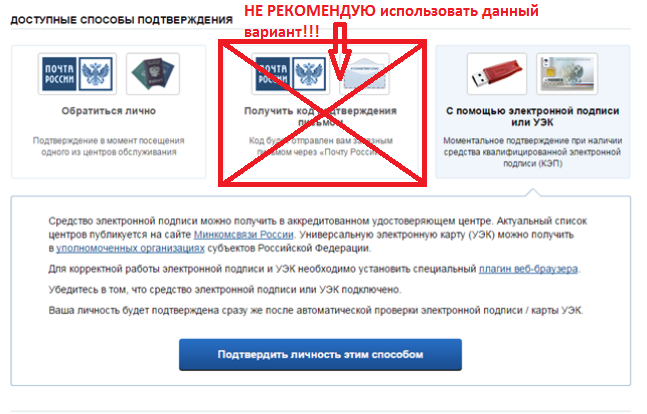 НЕ РЕКОМЕНДУЮ использовать данный
вариант!!!
ДОСТУПНЫЕ СПОСОБЫ ПОДТВЕРЖДЕНИЯ
ПОЧТА
РОССИИ
Обратиться лично
Подтверждение в момент посещения
одного из центров обслуживания
ПОЧТА
РОССИИ
Получить код подтверждения
письмом
Код будет отправлен вам заказным
письмом через «Почту России»
С помощью электронной подписи
или УЭК
Моментальное подтверждение при наличии
средства квалифицированной электронной
подписи (КЭП)
Средство электронной подписи можно получить в аккредитованном удостоверяющем центре. Актуальный список
центров публикуется на сайте Минкомсвязи России. Универсальную электронную карту (УЭК) можно получить
в уполномоченных организациях субъектов Российской Федерации.
Для корректной работы электронной подписи и УЭК необходимо установить специальный плагин веб-браузера.
Убедитесь в том, что средство электронной подписи или УЭК подключено.
Ваша личность будет подтверждена сразу же после автоматической проверки электронной подписи / карты УЭК.
Подтвердить личность этим способом